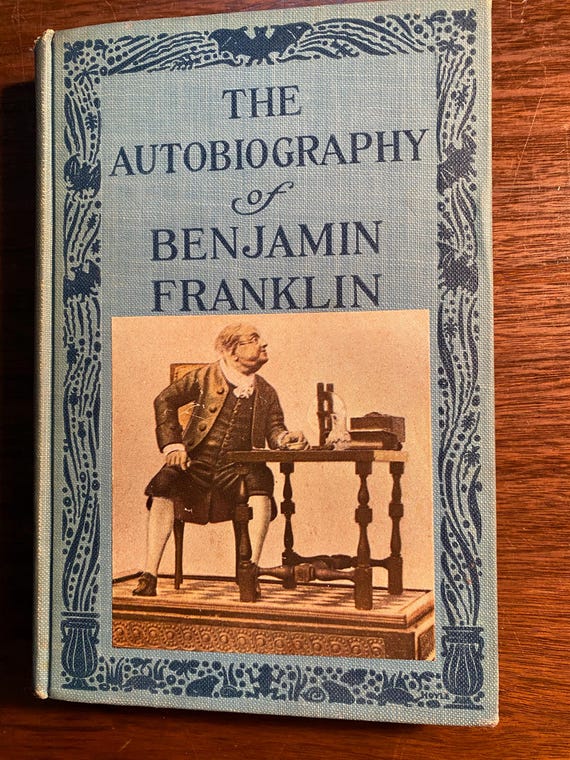 THE
AUTOBIOGRAPHY
of
BENJAMIN
FRANKLIN
HOYLE